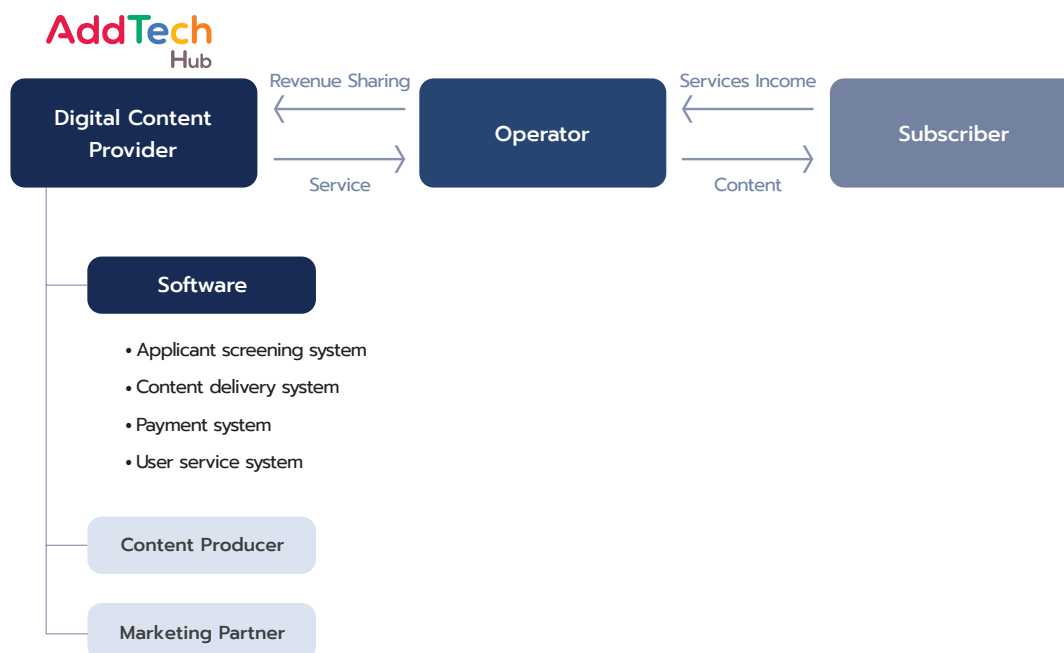 AddTech
Hub
Revenue Sharing
Services Income
Digital Content
Provider
Operator
Subscriber
Service
Content
Software
• Applicant screening system
• Content delivery system
• Payment system
• User service system
Content Producer
Marketing Partner